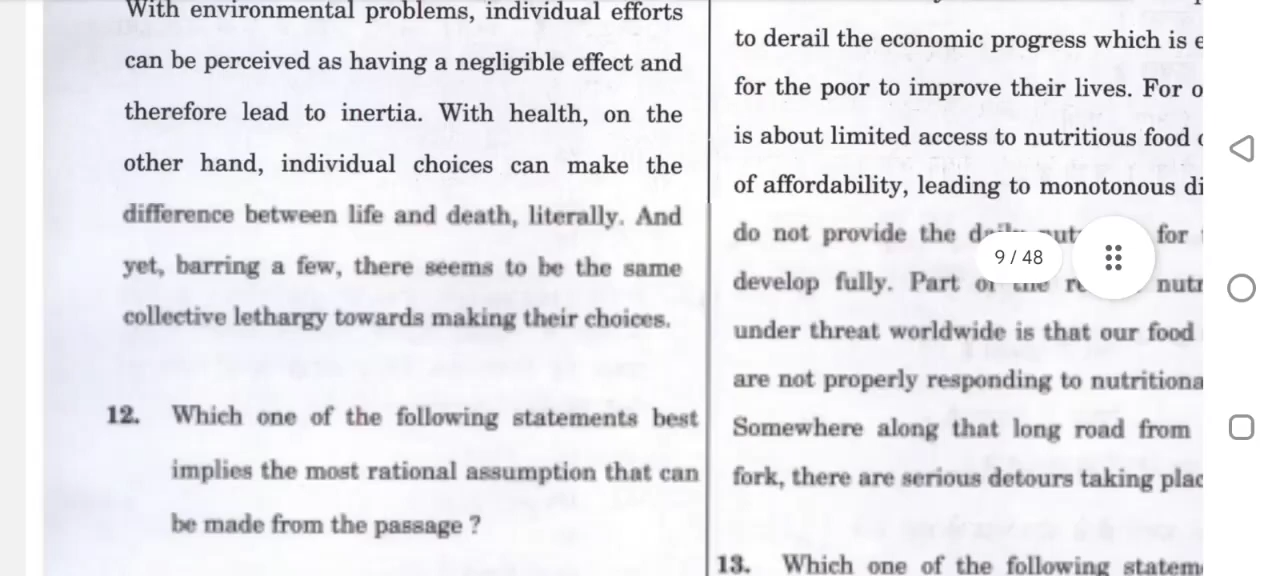 With environmental problems, individual efforts
can be perceived as having a negligible effect and
therefore lead to inertia. With health, on the
other hand, individual choices can make the
difference between life and death, literally. And
yet, barring a few, there seems to be the same
collective lethargy towards making their choices.
12. Which one of the following statements best
implies the most rational assumption that can
be made from the passage ?
to derail the economic progress which is
for the poor to improve their lives. For
is about limited access to nutritious food
of affordability, leading to monotonous
do not provide the for
develop fully. Part
under threat worldwide is that our food
are not properly responding to
Somewhere along that long road from
fork, there are serious detours taking
13. Which one of the following
9 / 48